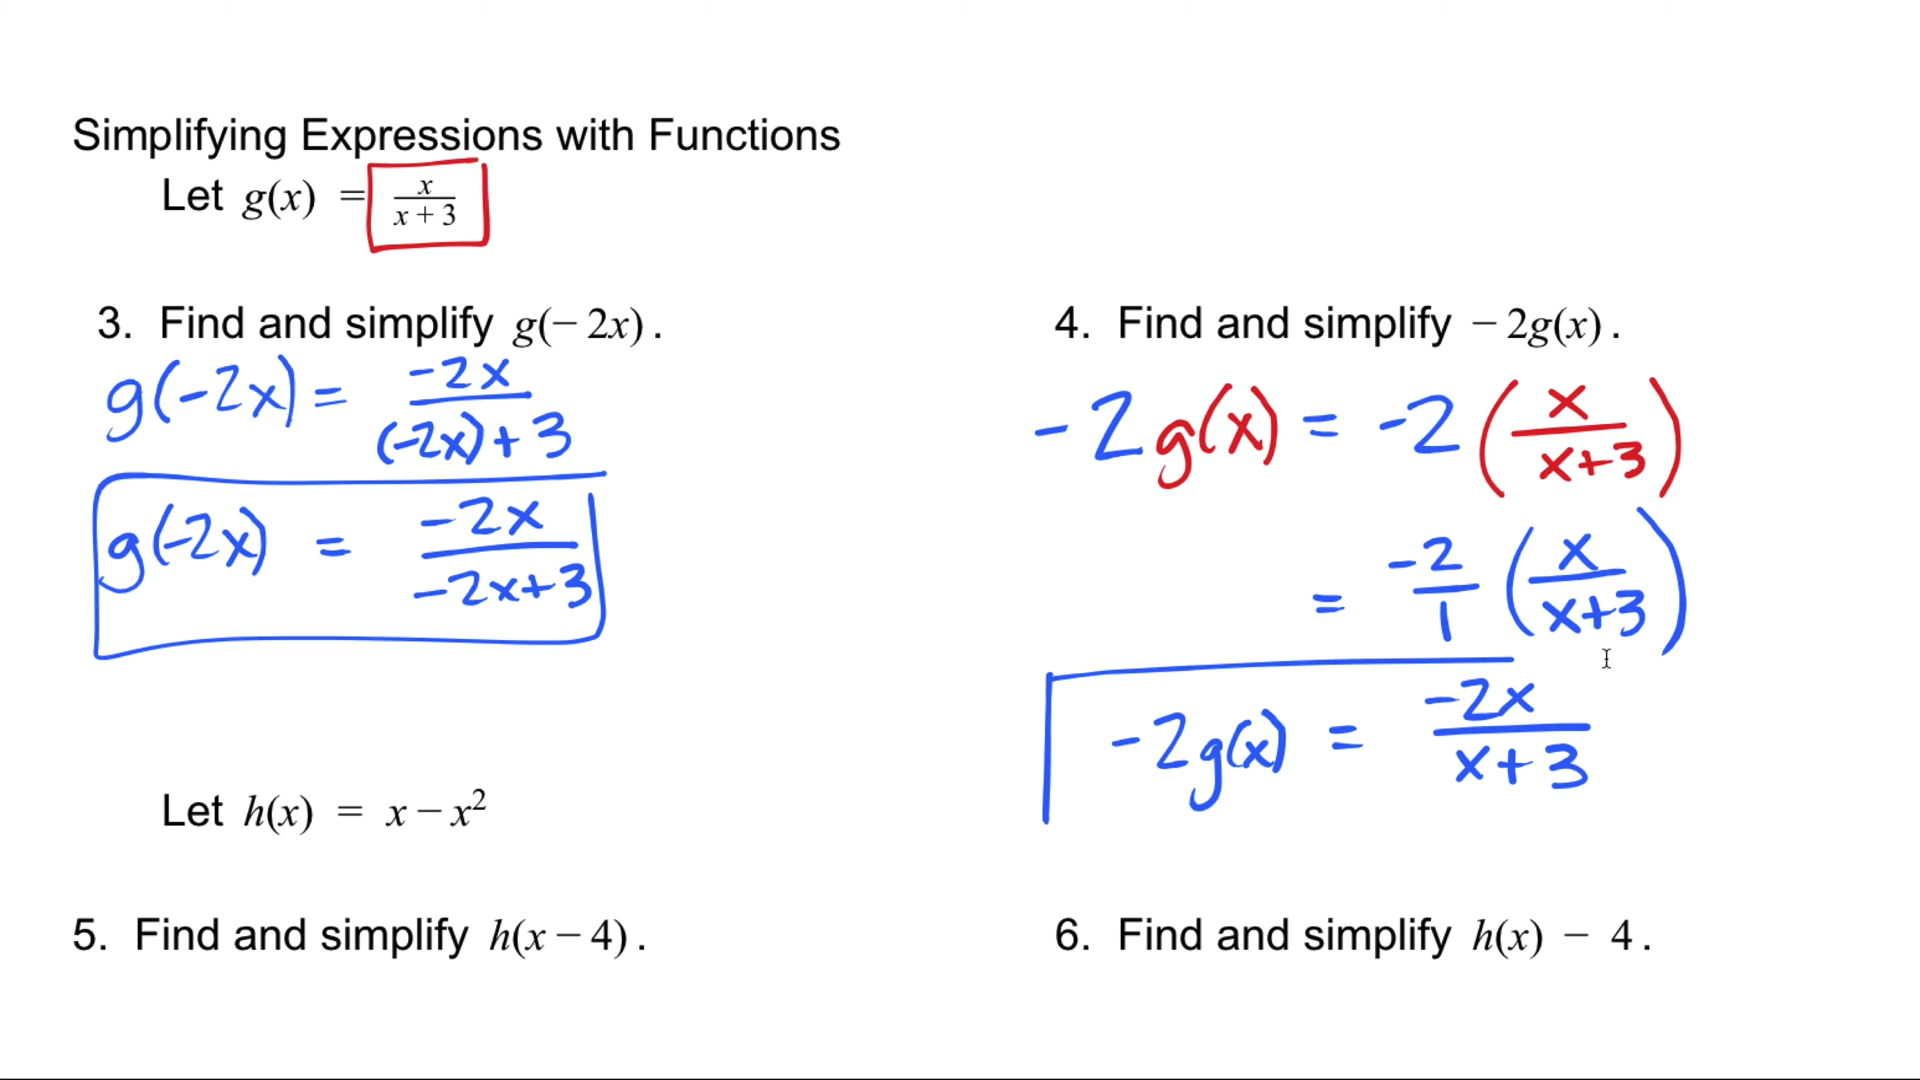 Simplifying Expressions with Functions
Let g(x) = x/(x + 3)
3. Find and simplify g(− 2x) .
g(-2x) = -2x/((-2x)+3)
g(-2x) = -2x/(-2x+3)
4. Find and simplify − 2g(x) .
-2g(x) = -2(x/(x+3))
= -2/1 (x/(x+3))
-2g(x) = -2x/(x+3)
Let h(x) = x − x²
5. Find and simplify h(x − 4) .
6. Find and simplify h(x) − 4 .